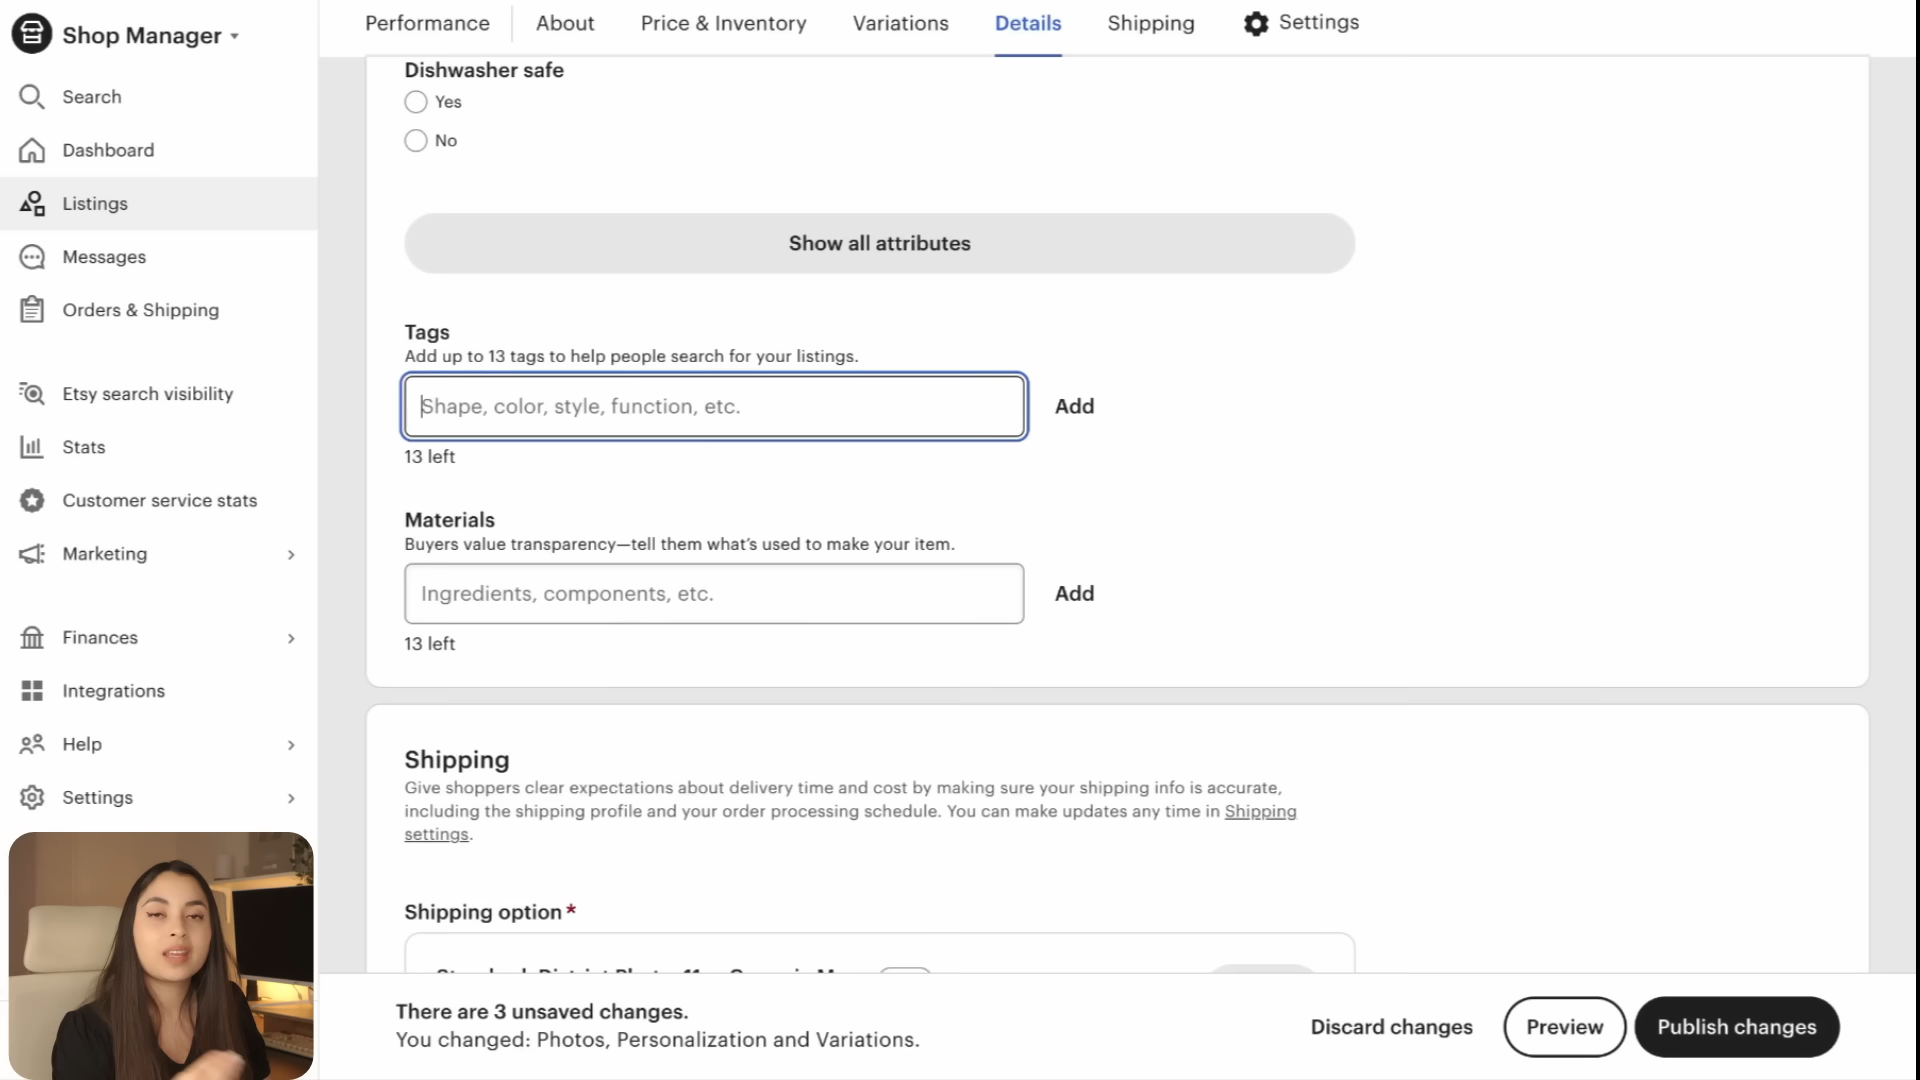 Shop Manager
Search
Dashboard
Listings
Messages
Orders & Shipping
Etsy search visibility
Stats
Customer service stats
Marketing
Finances
Integrations
Help
Settings
Performance
About
Price & Inventory
Variations
Details
Shipping
Settings
Dishwasher safe
Yes
No
Show all attributes
Tags
Add up to 13 tags to help people search for your listings.
Shape, color, style, function, etc.
Add
13 left
Materials
Buyers value transparency—tell them what's used to make your item.
Ingredients, components, etc.
Add
13 left
Shipping
Give shoppers clear expectations about delivery time and cost by making sure your shipping info is accurate,
including the shipping profile and your order processing schedule. You can make updates any time in Shipping
settings.
Shipping option *
There are 3 unsaved changes.
You changed: Photos, Personalization and Variations.
Discard changes
Preview
Publish changes